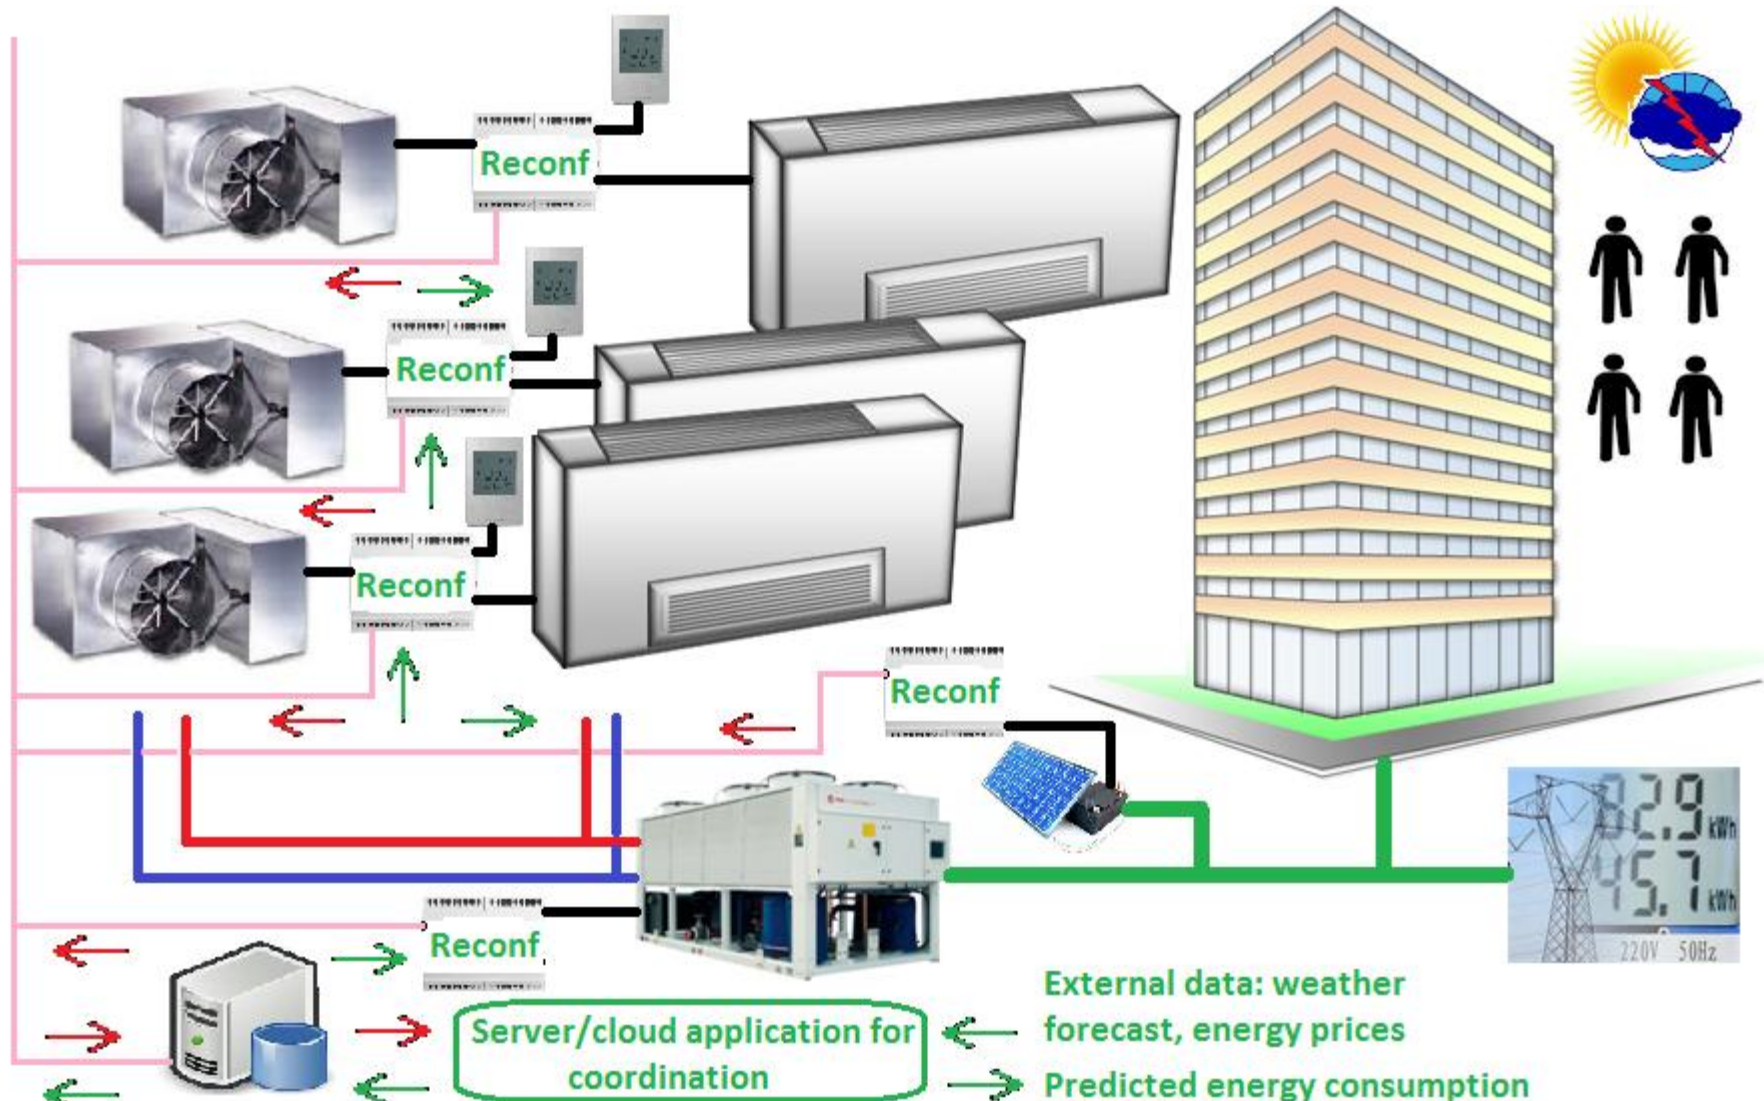 Reconf
Reconf
Reconf
Reconf
82.9 kWh
45.7 kWh
220V 50Hz
Reconf
External data: weather
forecast, energy prices
Server/cloud application for
coordination
Predicted energy consumption